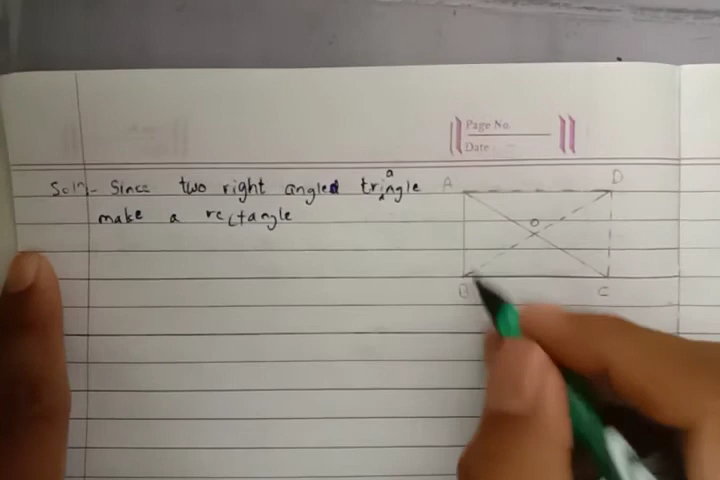 Page No.
Date
Soln- Since two right angled triangle
make a rectangle
A
D
O
B
C